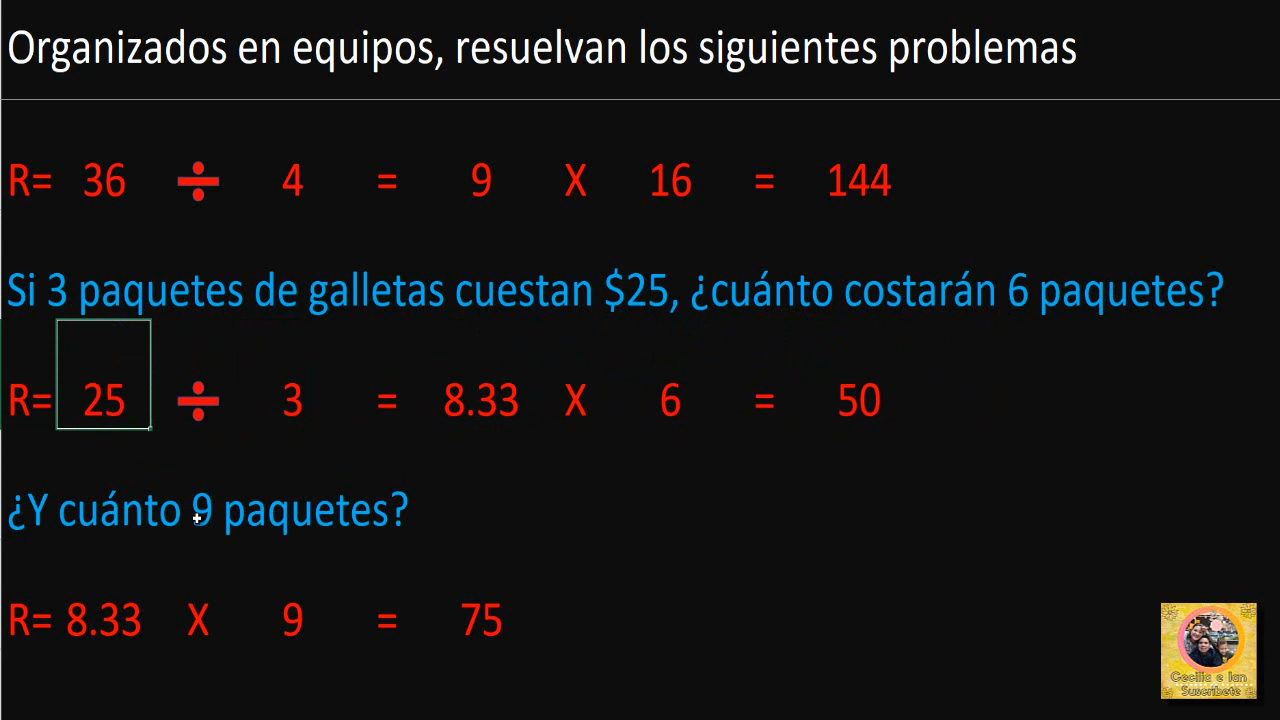 Organizados en equipos, resuelvan los siguientes problemas
R= 36 ÷ 4 = 9 X 16 = 144
Si 3 paquetes de galletas cuestan $25, ¿cuánto costarán 6 paquetes?
R= 25 ÷ 3 = 8.33 X 6 = 50
¿Y cuánto 9 paquetes?
R= 8.33 X 9 = 75
Cecilia e Ian
Suscríbete